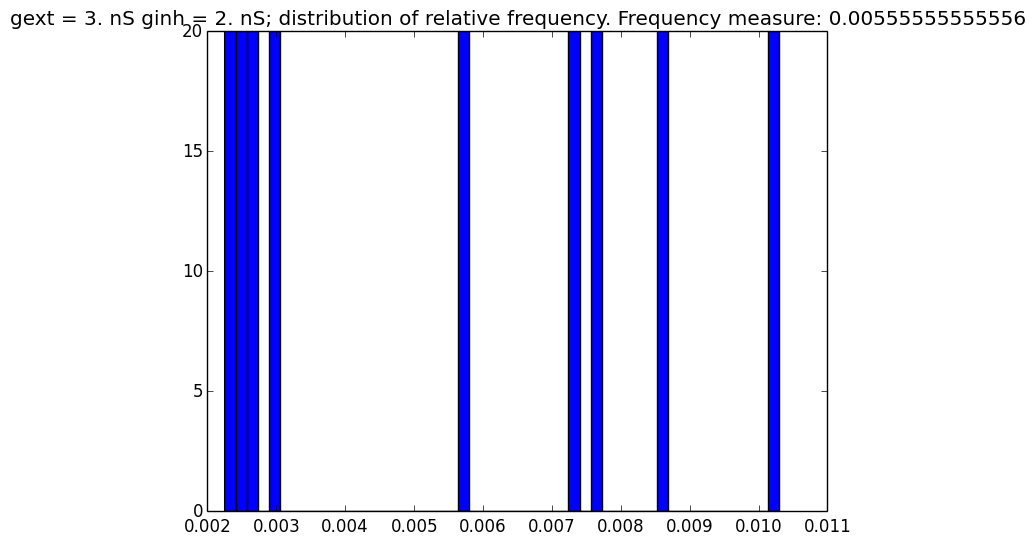 gext = 3. nS ginh = 2. nS; distribution of relative frequency. Frequency measure: 0.00555555555556
20
15
10
5
0
0.002 0.003 0.004 0.005 0.006 0.007 0.008 0.009 0.010 0.011